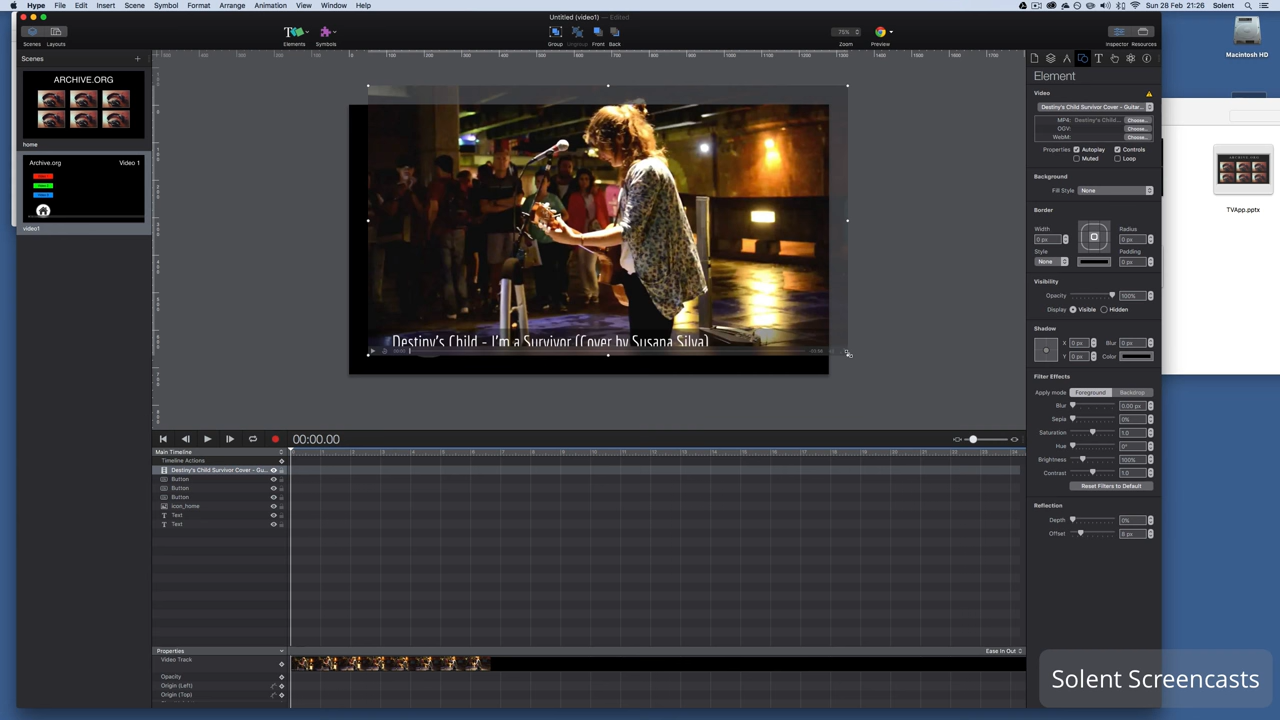 Hype File Edit Insert Scene Symbol Format Arrange Animation View Window Help
Sun 28 Feb 21:26 Solent
Untitled (video1) — Edited
Scenes Layouts
Elements Symbols
Group Ungroup Front Back
75%
Zoom
Preview
Inspector Resources
Macintosh HD
Scenes
ARCHIVE.ORG
home
Archive.org Video 1
video1
Destiny's Child - I'm a Survivor (Cover by Susana Silva)
Element
Video
Destiny's Child Survivor Cover - Guitar...
MP4: Destiny's Child... Choose...
OGV: Choose...
WebM: Choose...
Properties Autoplay Controls
Muted Loop
Background
Fill Style None
Border
Width Radius
0 px 0 px
Style Padding
None 0 px
Visibility
Opacity 100%
Display Visible Hidden
Shadow
X 0 px Blur 0 px
Y 0 px Color
Filter Effects
Apply mode Foreground Backdrop
Blur 0.00 px
Sepia 0%
Saturation 1.0
Hue 0°
Brightness 100%
Contrast 1.0
Reset Filters to Default
Reflection
Depth 0%
Offset 8 px
TVApp.pptx
00:00.00
Main Timeline
Timeline Actions
Destiny's Child Survivor Cover - Gu...
Button
Button
Button
icon_home
Text
Text
Properties
Ease In Out
Video Track
Opacity
Origin (Left)
Origin (Top)
Solent Screencasts